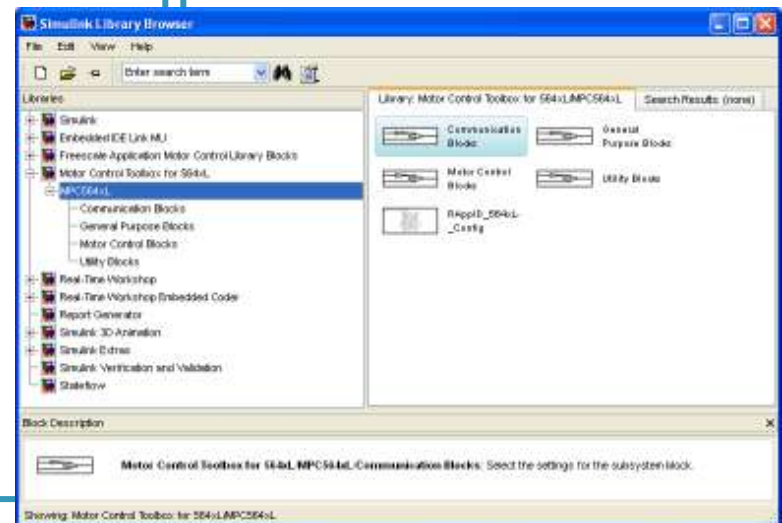 Simulink Library Browser
File Edit View Help
Enter search term
Libraries
Library: Motor Control Toolbox for 564xL/MPC564xL Search Results: (none)
Simulink
Embedded IDE Link MU
Freescale Application Motor Control Library Blocks
Motor Control Toolbox for 564xL
MPC564xL
Communication Blocks
General Purpose Blocks
Motor Control Blocks
Utility Blocks
Real-Time Workshop
Real-Time Workshop Embedded Coder
Report Generator
Simulink 3D Animation
Simulink Extras
Simulink Verification and Validation
Stateflow
Communication
Blocks
General
Purpose Blocks
Motor Control
Blocks
Utility Blocks
RAppID_564xL
_Config
Block Description
Motor Control Toolbox for 564xL/MPC564xL/Communication Blocks: Select the settings for the subsystem block.
Showing: Motor Control Toolbox for 564xL/MPC564xL